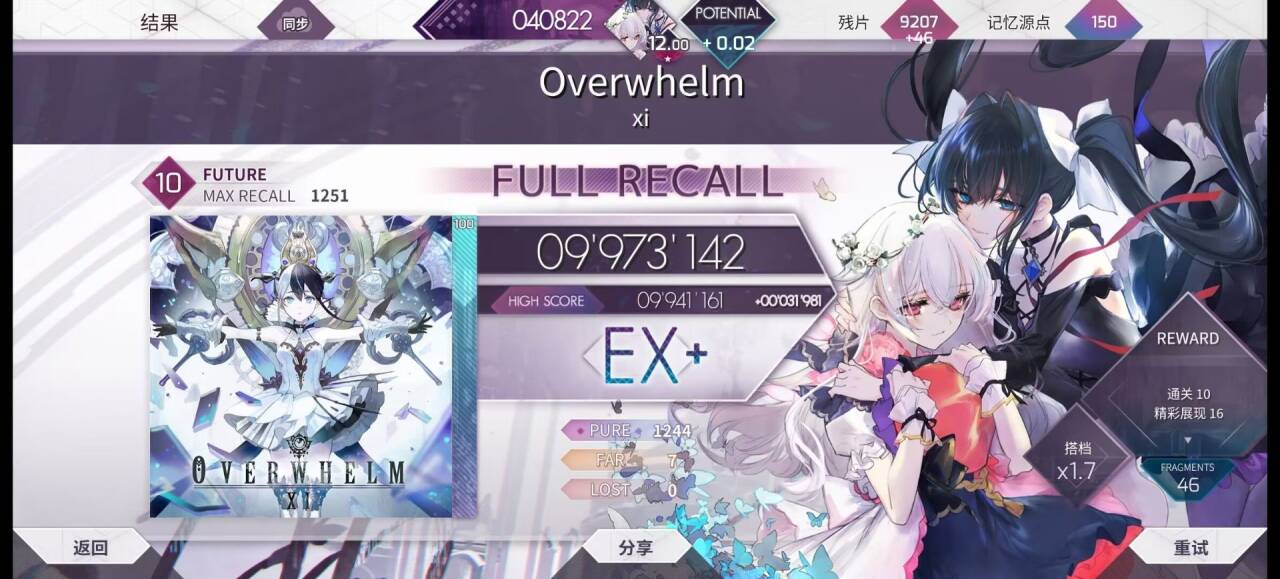 结果
同步
040822
12.00
POTENTIAL
+ 0.02
残片
9207
+46
记忆源点
150
Overwhelm
xi
10
FUTURE
MAX RECALL 1251
FULL RECALL
100
09'973'142
HIGH SCORE 09'941'161 +00'031'981
EX+
PURE 1244
FAR 7
LOST 0
OVERWHELM
XI
REWARD
通关 10
精彩展现 16
搭档
x1.7
FRAGMENTS
46
返回
分享
重试